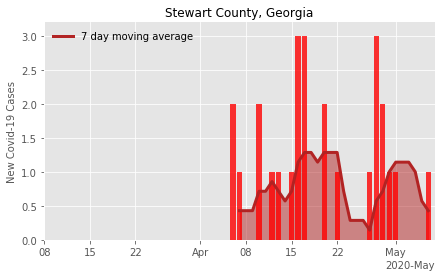 Stewart County, Georgia
7 day moving average
New Covid-19 Cases
3.0
2.5
2.0
1.5
1.0
0.5
0.0
08 15 22 Apr 08 15 22 May
2020-May